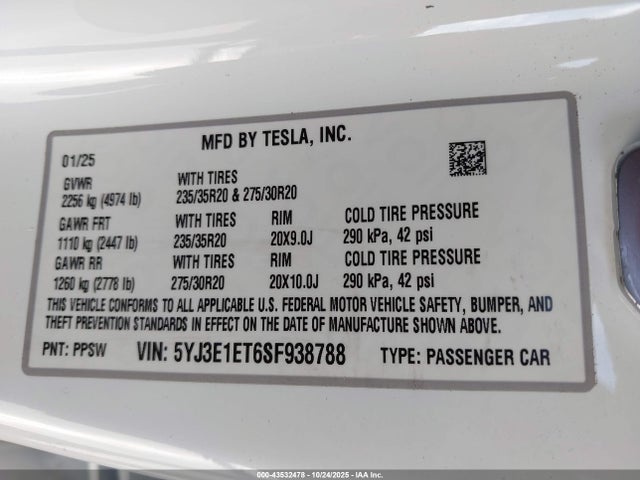 MFD BY TESLA, INC.
01/25
GVWR WITH TIRES
2256 kg (4974 lb) 235/35R20 & 275/30R20
GAWR FRT WITH TIRES RIM COLD TIRE PRESSURE
1110 kg (2447 lb) 235/35R20 20X9.0J 290 kPa, 42 psi
GAWR RR WITH TIRES RIM COLD TIRE PRESSURE
1260 kg (2778 lb) 275/30R20 20X10.0J 290 kPa, 42 psi
THIS VEHICLE CONFORMS TO ALL APPLICABLE U.S. FEDERAL MOTOR VEHICLE SAFETY, BUMPER, AND
THEFT PREVENTION STANDARDS IN EFFECT ON THE DATE OF MANUFACTURE SHOWN ABOVE.
PNT: PPSW VIN: 5YJ3E1ET6SF938788 TYPE: PASSENGER CAR
000-43532478 - 10/24/2025 - IAA Inc.